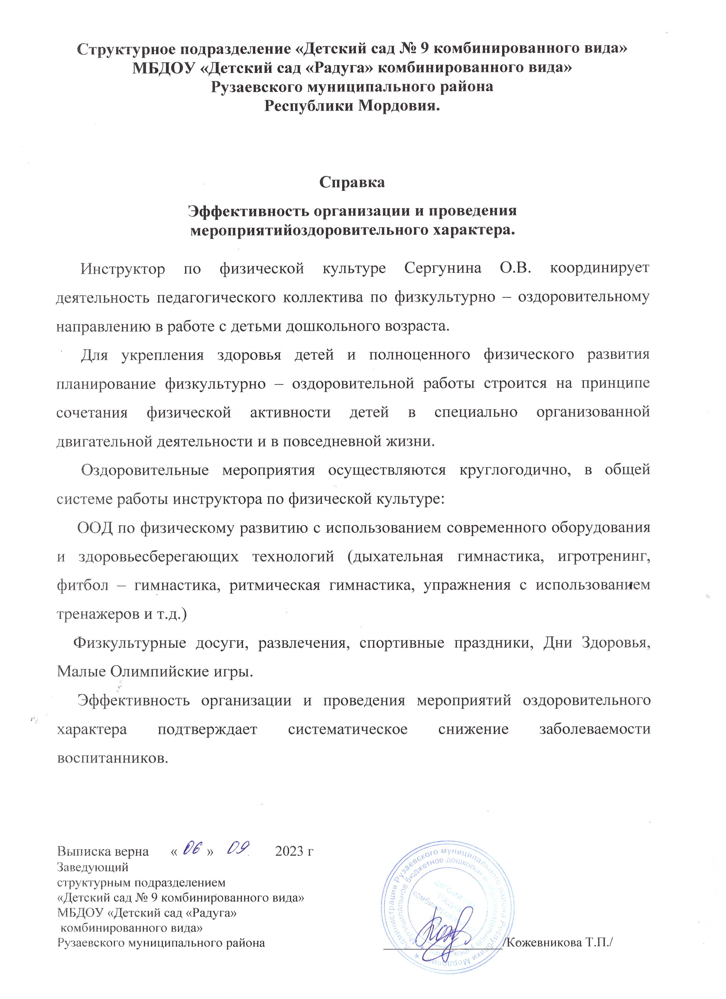 Структурное подразделение «Детский сад № 9 комбинированного вида»
МБДОУ «Детский сад «Радуга» комбинированного вида»
Рузаевского муниципального района
Республики Мордовия.
Справка
Эффективность организации и проведения
мероприятийоздоровительного характера.
Инструктор по физической культуре Сергунина О.В. координирует
деятельность педагогического коллектива по физкультурно – оздоровительному
направлению в работе с детьми дошкольного возраста.
Для укрепления здоровья детей и полноценного физического развития
планирование физкультурно – оздоровительной работы строится на принципе
сочетания физической активности детей в специально организованной
двигательной деятельности и в повседневной жизни.
Оздоровительные мероприятия осуществляются круглогодично, в общей
системе работы инструктора по физической культуре:
ООД по физическому развитию с использованием современного оборудования
и здоровьесберегающих технологий (дыхательная гимнастика, игротренинг,
фитбол – гимнастика, ритмическая гимнастика, упражнения с использованием
тренажеров и т.д.)
Физкультурные досуги, развлечения, спортивные праздники, Дни Здоровья,
Малые Олимпийские игры.
Эффективность организации и проведения мероприятий оздоровительного
характера подтверждает систематическое снижение заболеваемости
воспитанников.
Выписка верна « 06 » 09 2023 г
Заведующий
структурным подразделением
«Детский сад № 9 комбинированного вида»
МБДОУ «Детский сад «Радуга»
комбинированного вида»
Рузаевского муниципального района /Кожевникова Т.П./
Администрация Рузаевского муниципального района Республики Мордовия
Муниципальное бюджетное дошкольное образовательное учреждение